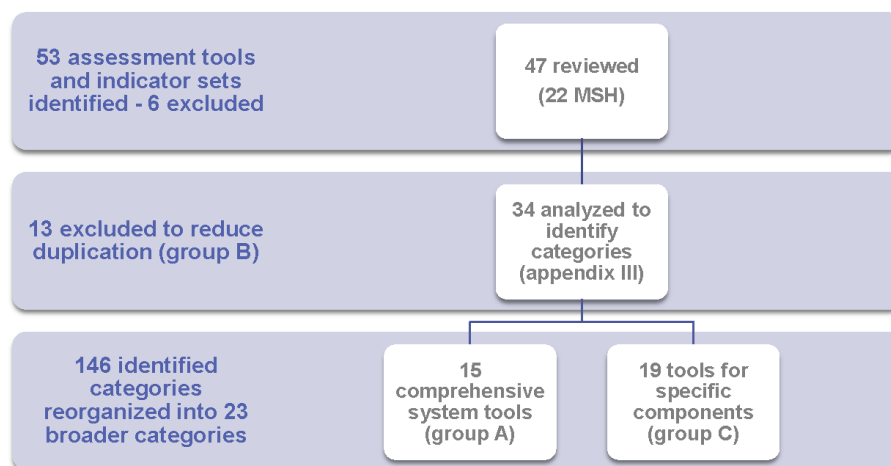 53 assessment tools
and indicator sets
identified - 6 excluded
47 reviewed
(22 MSH)
13 excluded to reduce
duplication (group B)
34 analyzed to
identify
categories
(appendix III)
146 identified
categories
reorganized into 23
broader categories
15
comprehensive
system tools
(group A)
19 tools for
specific
components
(group C)